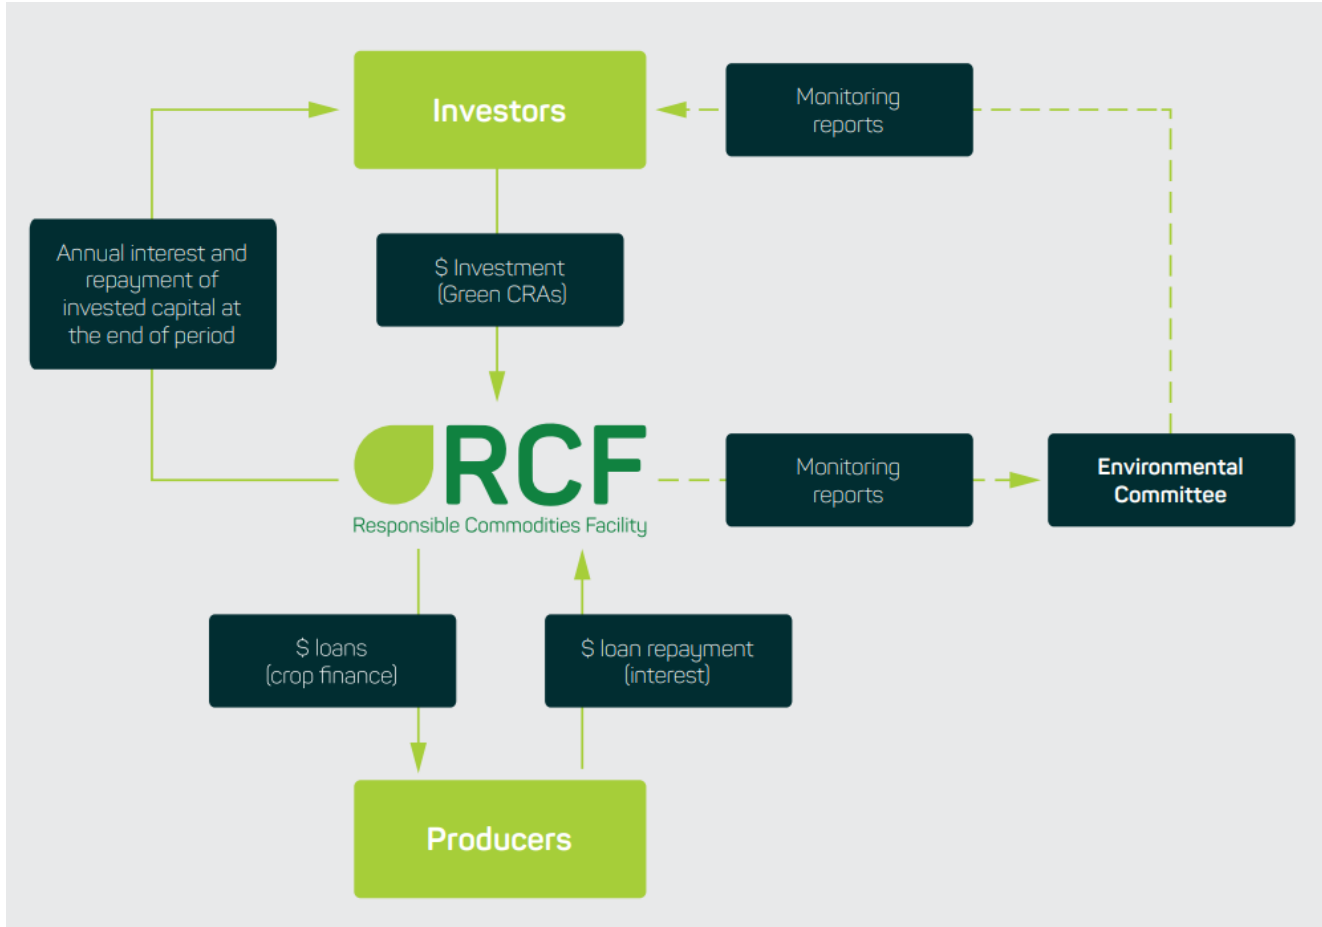 Investors
Monitoring
reports
Annual interest and
repayment of
invested capital at
the end of period
$ Investment
(Green CRAs)
RCF
Responsible Commodities Facility
Monitoring
reports
Environmental
Committee
$ loans
(crop finance)
$ loan repayment
(interest)
Producers